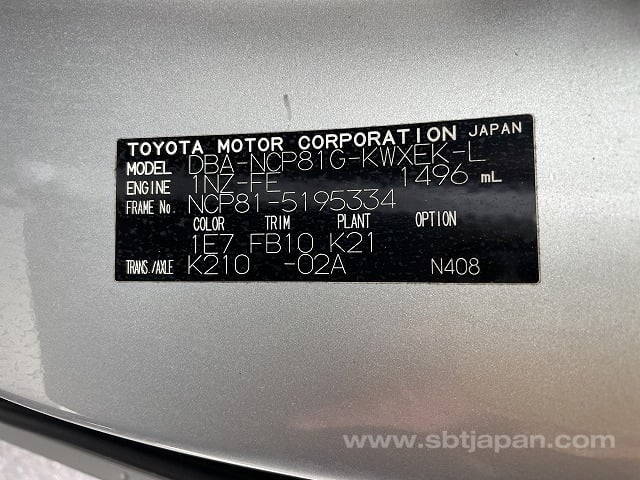 TOYOTA MOTOR CORPORATION JAPAN
MODEL DBA-NCP81G-KWXEK-L
ENGINE 1NZ-FE 1496 mL
FRAME No. NCP81-5195334
COLOR TRIM PLANT OPTION
1E7 FB10 K21
TRANS./AXLE K210 -02A N408
www.sbtjapan.com